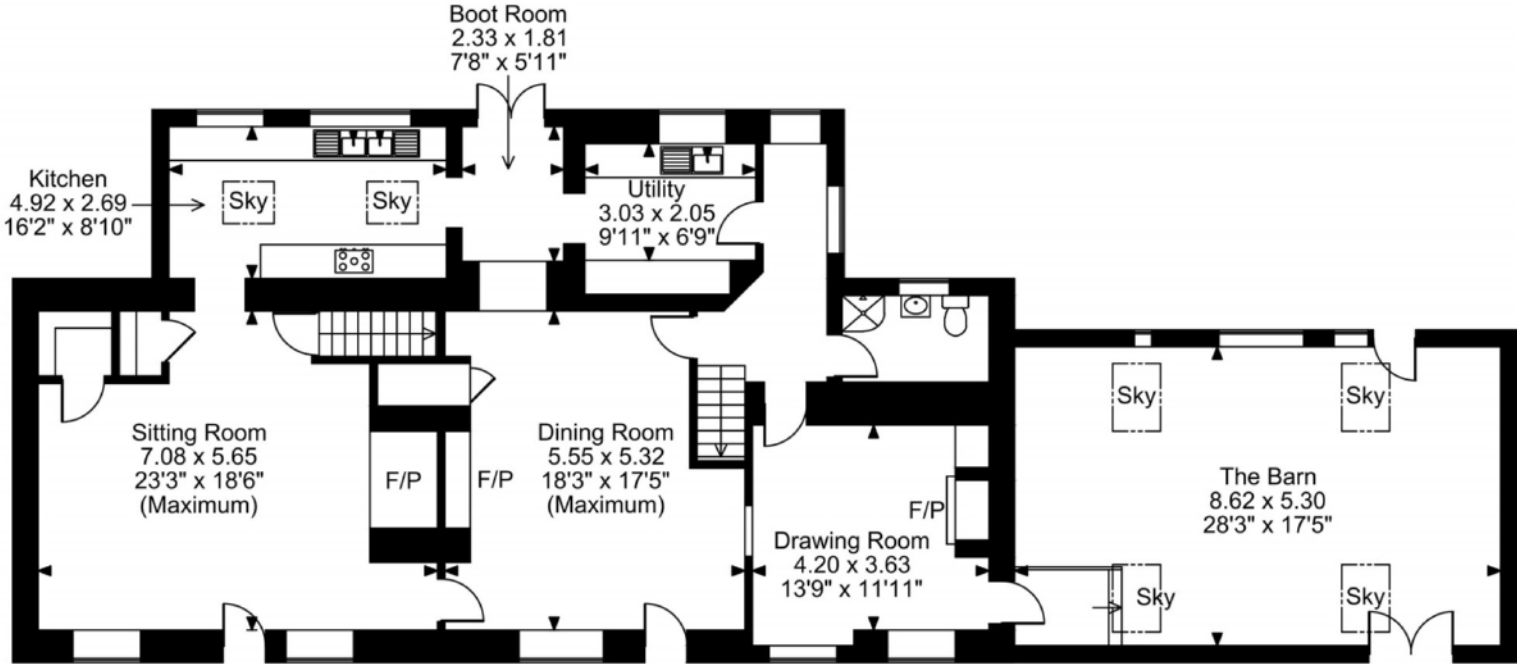 Boot Room
2.33 x 1.81
7'8" x 5'11"
Kitchen
4.92 x 2.69
16'2" x 8'10"
Sky
Sky
Utility
3.03 x 2.05
9'11" x 6'9"
Sitting Room
7.08 x 5.65
23'3" x 18'6"
(Maximum)
F/P
F/P
Dining Room
5.55 x 5.32
18'3" x 17'5"
(Maximum)
Drawing Room
4.20 x 3.63
13'9" x 11'11"
F/P
Sky
Sky
The Barn
8.62 x 5.30
28'3" x 17'5"
Sky
Sky